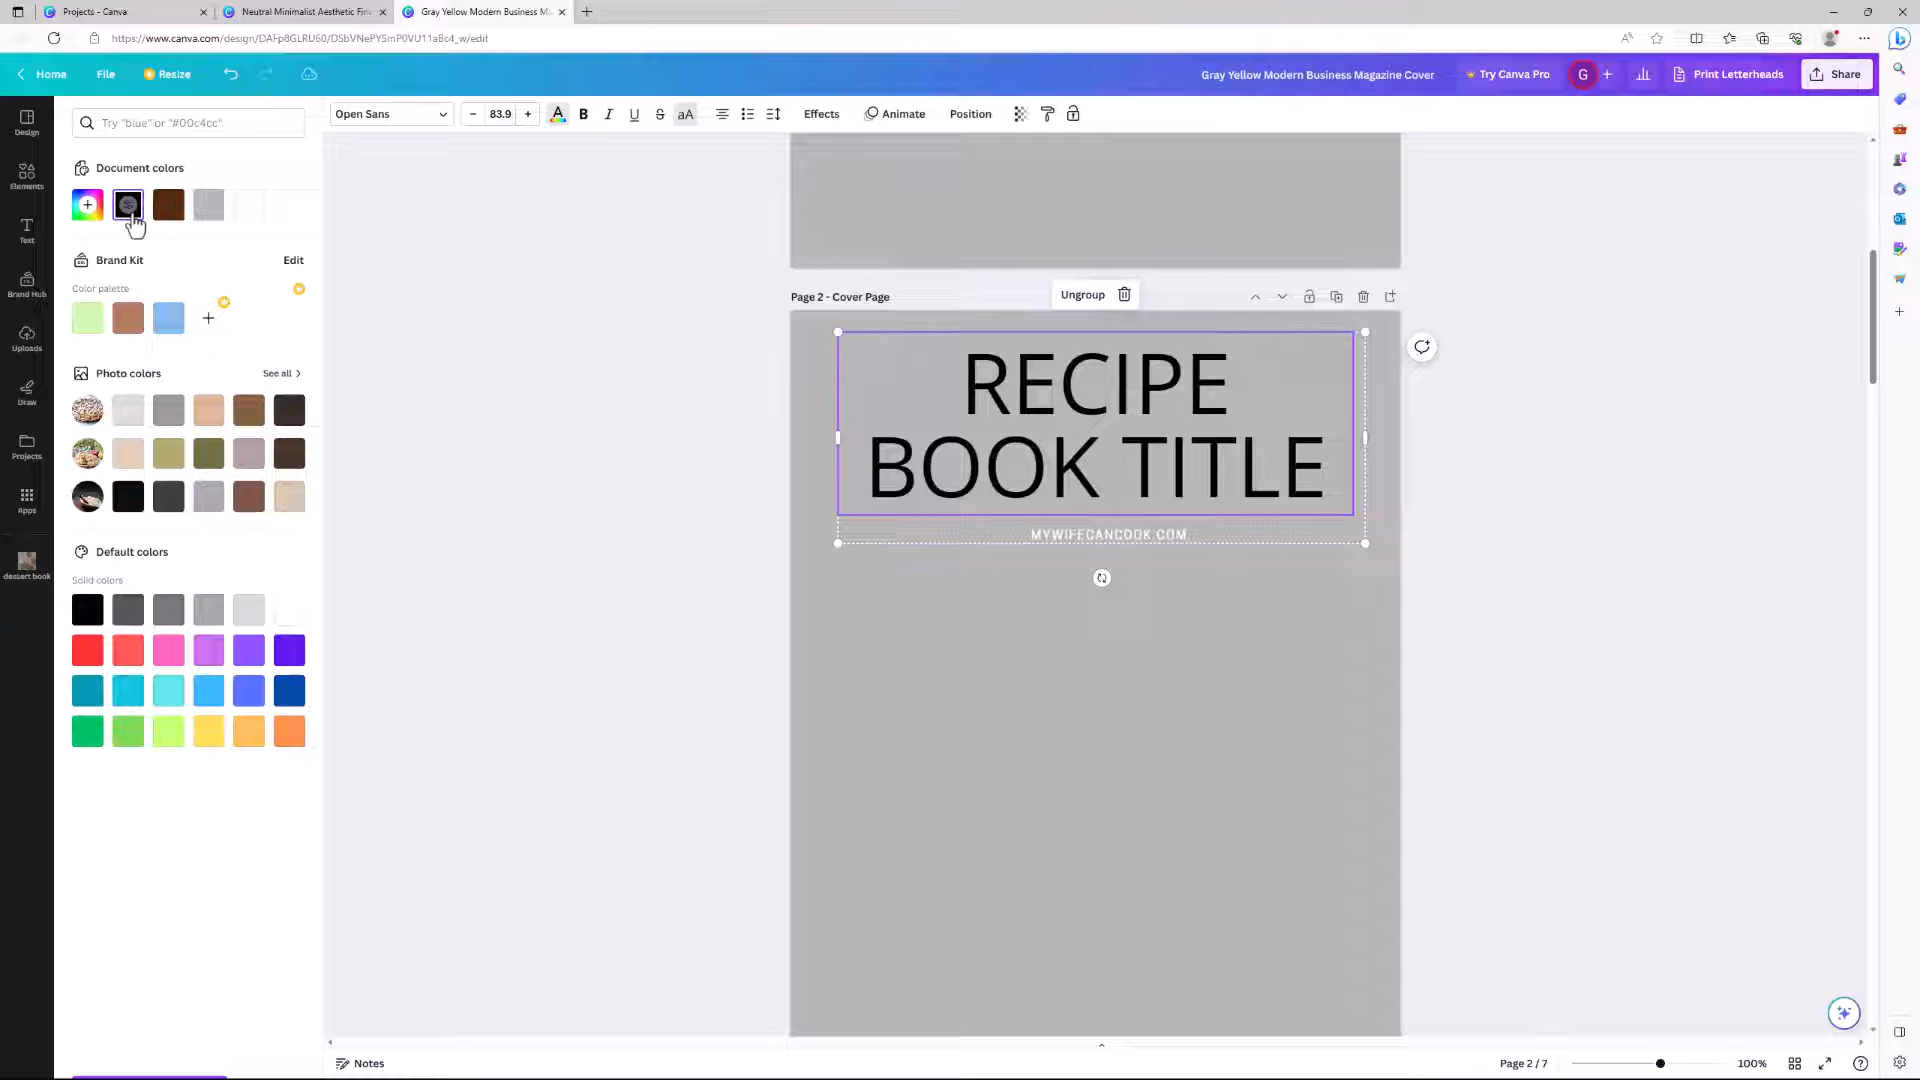 Projects - Canva
Neutral Minimalist Aesthetic Fin
Gray Yellow Modern Business M
https://www.canva.com/design/DAFp8GLRU60/DSbVNePYSmP0VU11a8c4_w/edit
Home
File
Resize
Gray Yellow Modern Business Magazine Cover
Try Canva Pro
G
Print Letterheads
Share
Open Sans
83.9
A
B
I
U
S
aA
Effects
Animate
Position
Design
Elements
Text
Brand Hub
Uploads
Draw
Projects
Apps
dessert book
Try "blue" or "#00c4cc"
Document colors
Brand Kit
Edit
Color palette
Photo colors
See all
Default colors
Solid colors
Page 2 - Cover Page
Ungroup
RECIPE
BOOK TITLE
MYWIFECANCOOK.COM
Notes
Page 2 / 7
100%